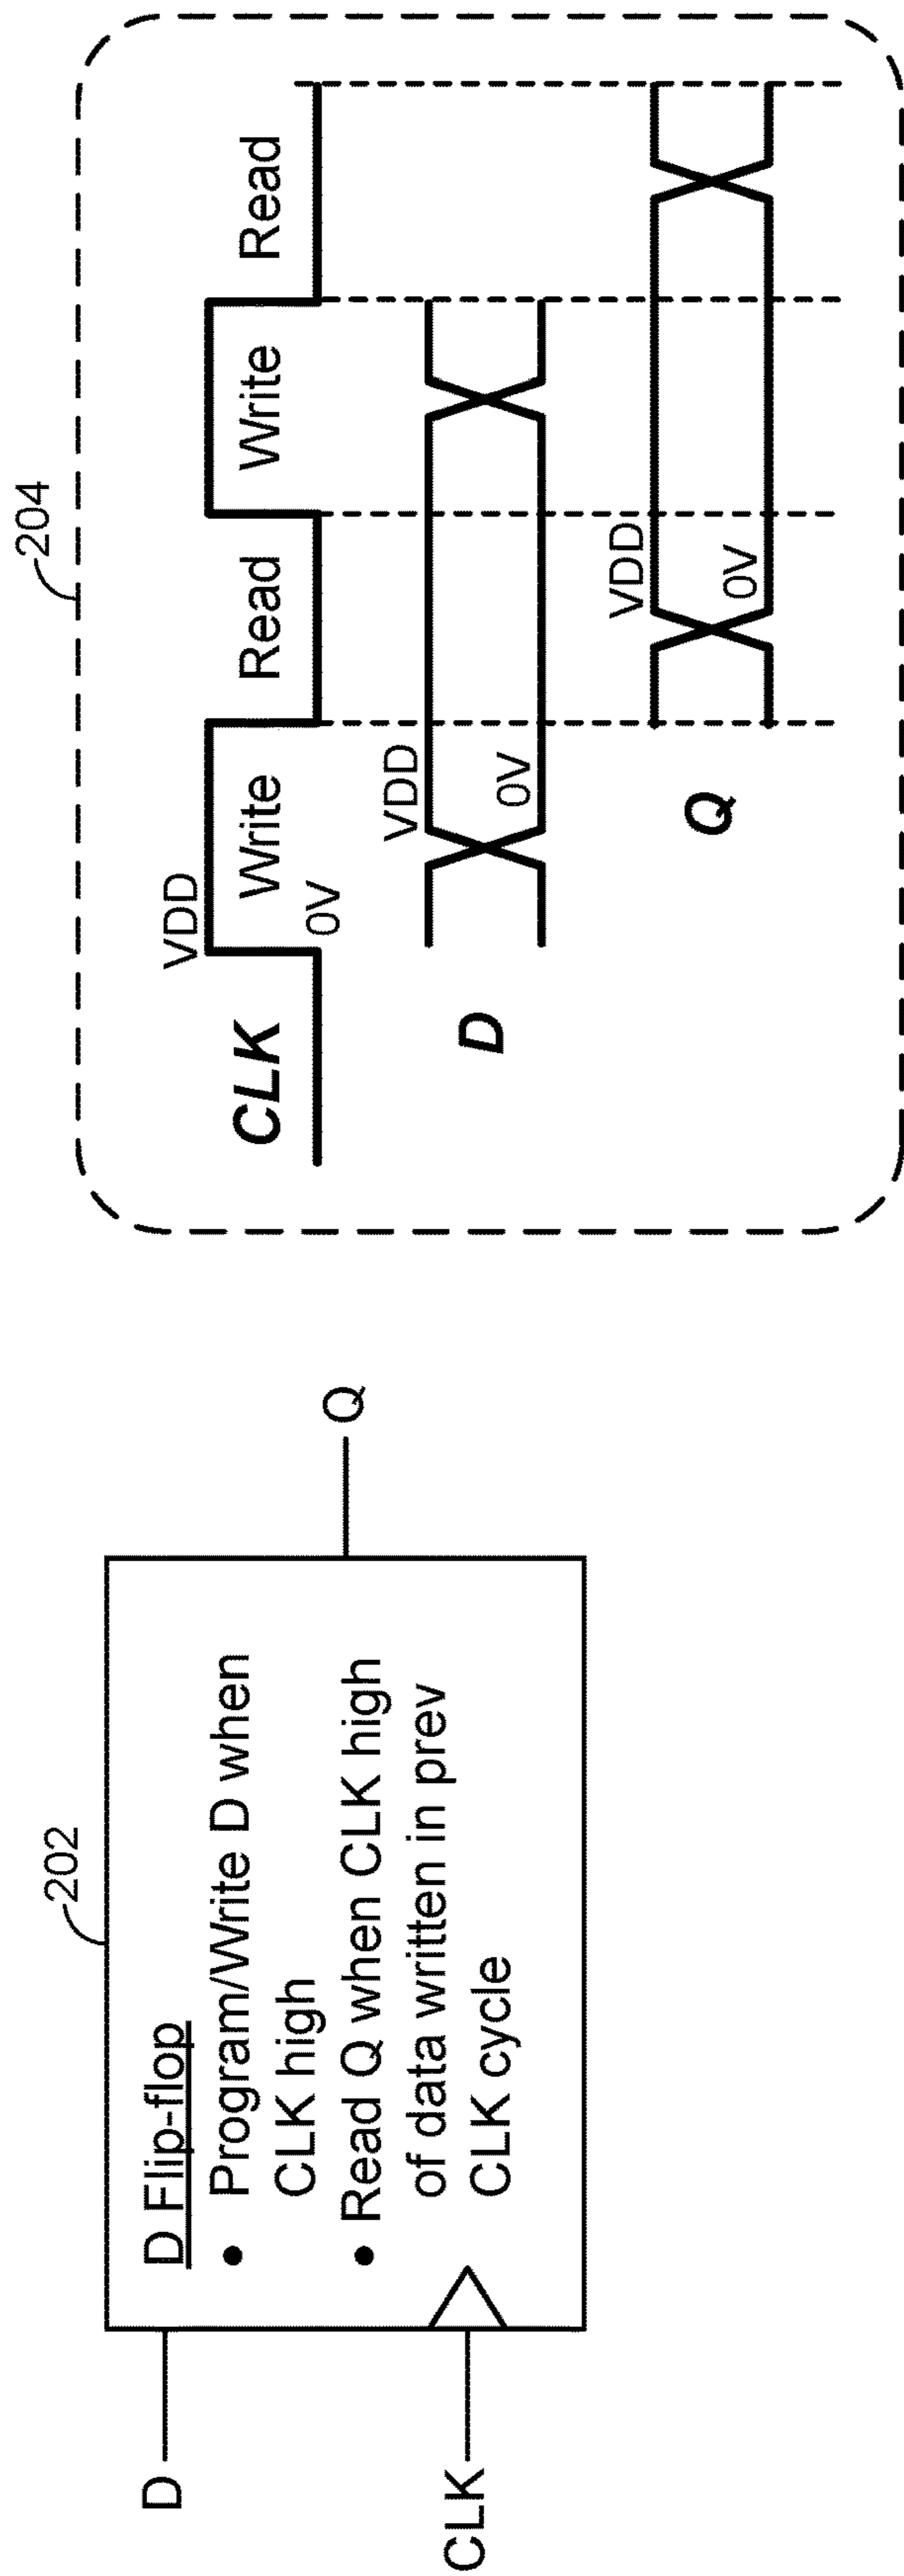 202
D
CLK
D Flip-flop
• Program/Write D when
CLK high
• Read Q when CLK high
of data written in prev
CLK cycle
Q
204
VDD
CLK
Write
Read
Write
Read
0V
VDD
D
0V
VDD
Q
0V